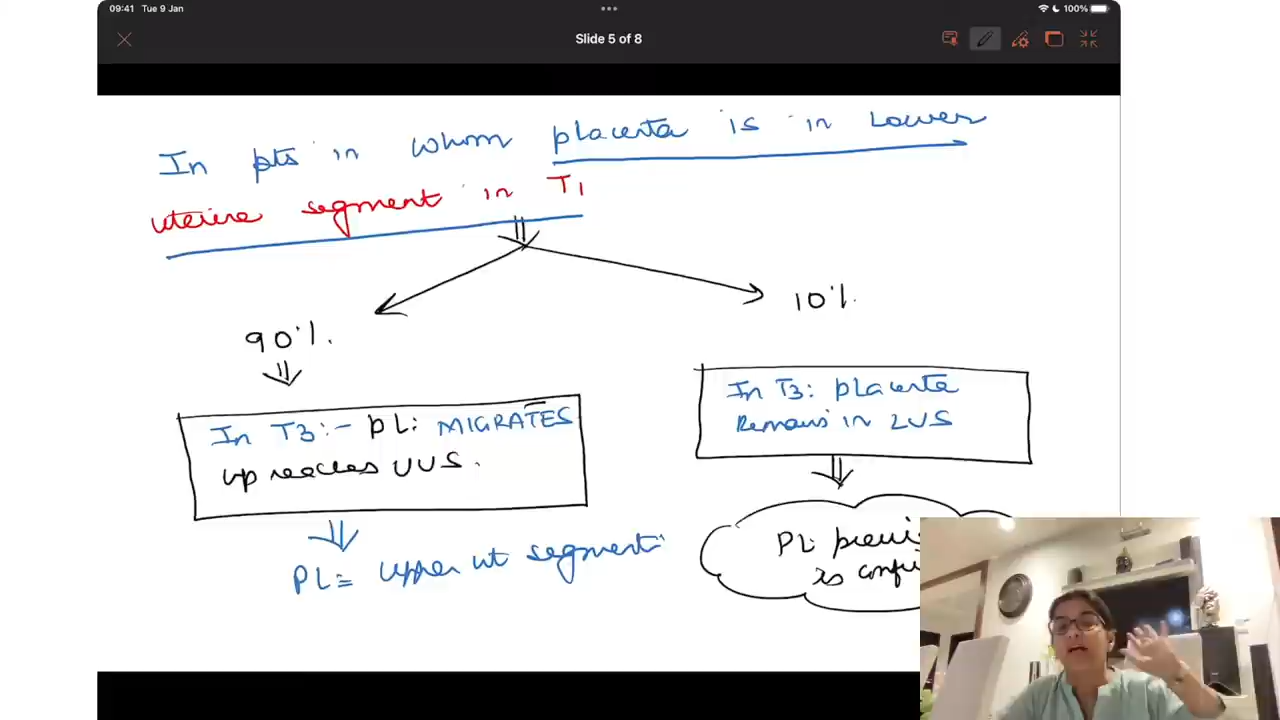 09:41 Tue 9 Jan
100%
Slide 5 of 8
In pts in whom placenta is in Lower
uterine segment in T1
90%.
10%.
In T3:- PL: MIGRATES
up reaches UUS.
In T3: placenta
Remains in LUS
PL= upper ut segment
PL
is